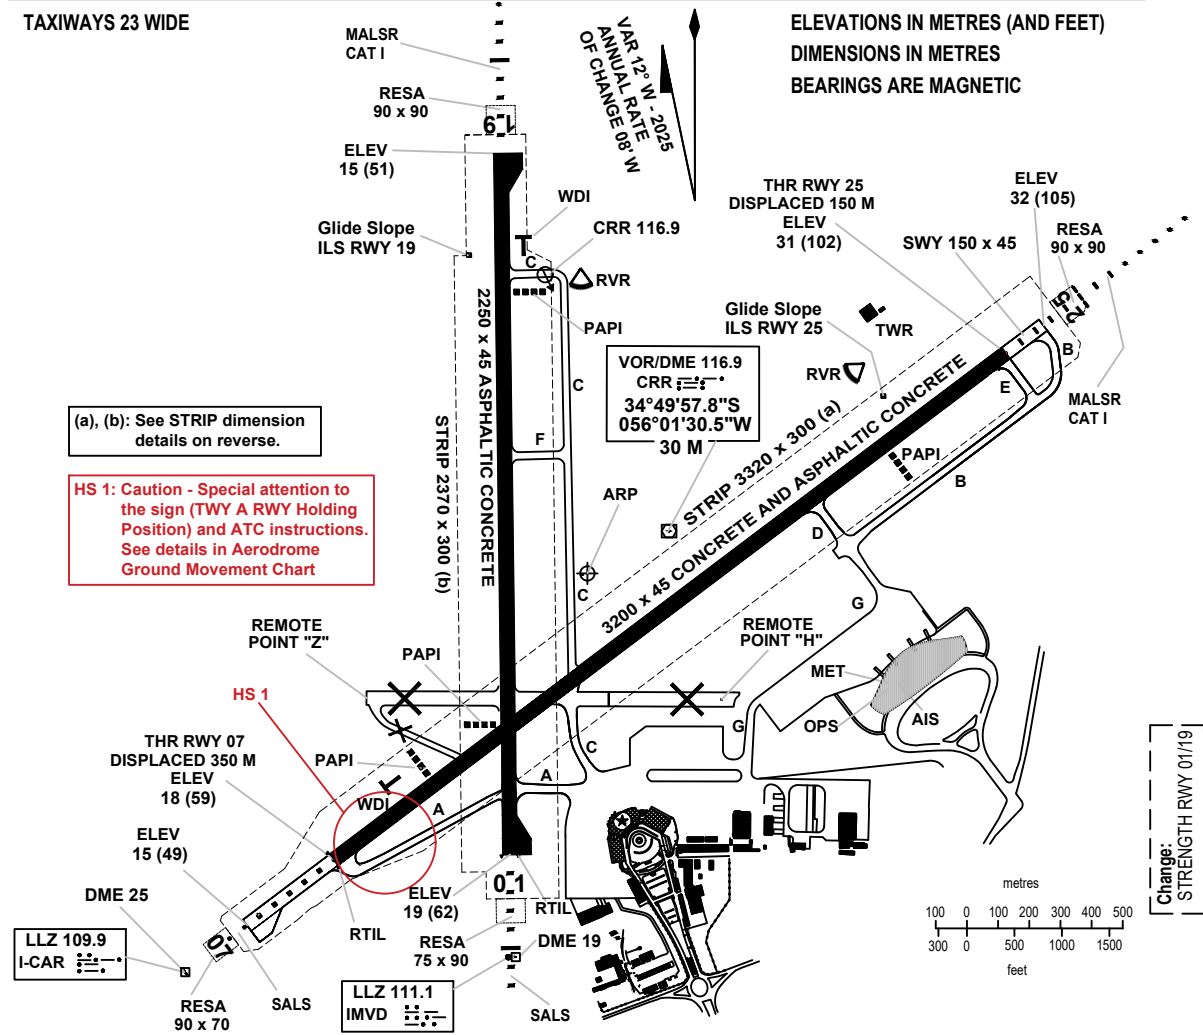 TAXIWAYS 23 WIDE
ELEVATIONS IN METRES (AND FEET)
DIMENSIONS IN METRES
BEARINGS ARE MAGNETIC
MALSR
CAT I
VAR 12° W - 2025
ANNUAL RATE
OF CHANGE 08' W
RESA
90 x 90
19
ELEV
15 (51)
WDI
Glide Slope
ILS RWY 19
CRR 116.9
C
RVR
PAPI
2250 x 45 ASPHALTIC CONCRETE
STRIP 2370 x 300 (b)
C
F
C
THR RWY 25
DISPLACED 150 M
ELEV
31 (102)
ELEV
32 (105)
SWY 150 x 45
RESA
90 x 90
25
Glide Slope
ILS RWY 25
TWR
RVR
B
E
MALSR
CAT I
PAPI
B
D
G
VOR/DME 116.9
CRR
34°49'57.8"S
056°01'30.5"W
30 M
STRIP 3320 x 300 (a)
3200 x 45 CONCRETE AND ASPHALTIC CONCRETE
ARP
(a), (b): See STRIP dimension
details on reverse.
HS 1: Caution - Special attention to
the sign (TWY A RWY Holding
Position) and ATC instructions.
See details in Aerodrome
Ground Movement Chart
REMOTE
POINT "Z"
REMOTE
POINT "H"
PAPI
MET
OPS
AIS
HS 1
G
C
A
THR RWY 07
DISPLACED 350 M
ELEV
18 (59)
PAPI
WDI
A
ELEV
15 (49)
DME 25
LLZ 109.9
I-CAR
07
RESA
90 x 70
SALS
RTIL
ELEV
19 (62)
01
RTIL
RESA
75 x 90
DME 19
LLZ 111.1
IMVD
SALS
metres
100 0 100 200 300 400 500
300 0 500 1000 1500
feet
Change:
STRENGTH RWY 01/19